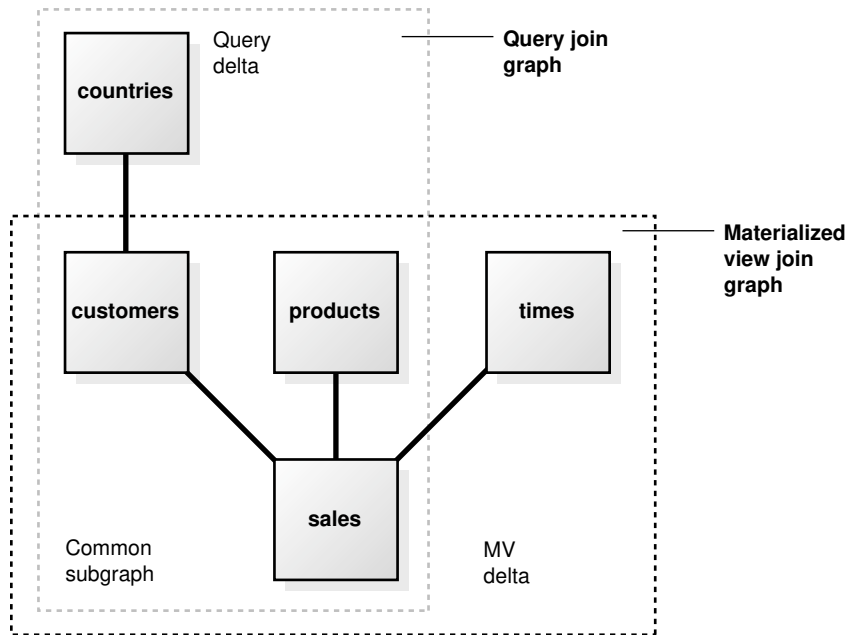 Query
delta
Query join
graph
countries
Materialized
view join
graph
customers
products
times
sales
Common
subgraph
MV
delta